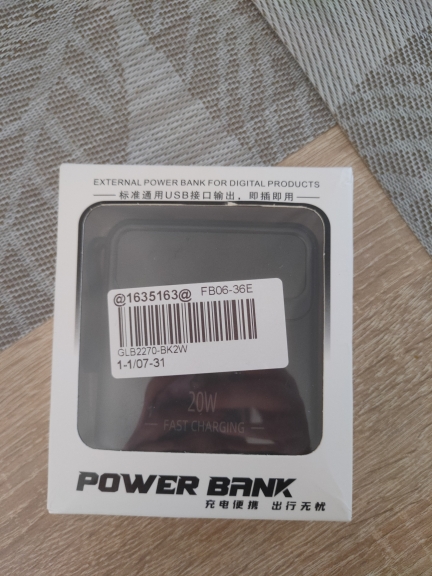 EXTERNAL POWER BANK FOR DIGITAL PRODUCTS
标准通用USB接口输出，即插即用
@1635163@ FB06-36E
GLB2270-BK2W
1-1/07-31
20W
FAST CHARGING
POWER BANK
充电便携 出行无忧